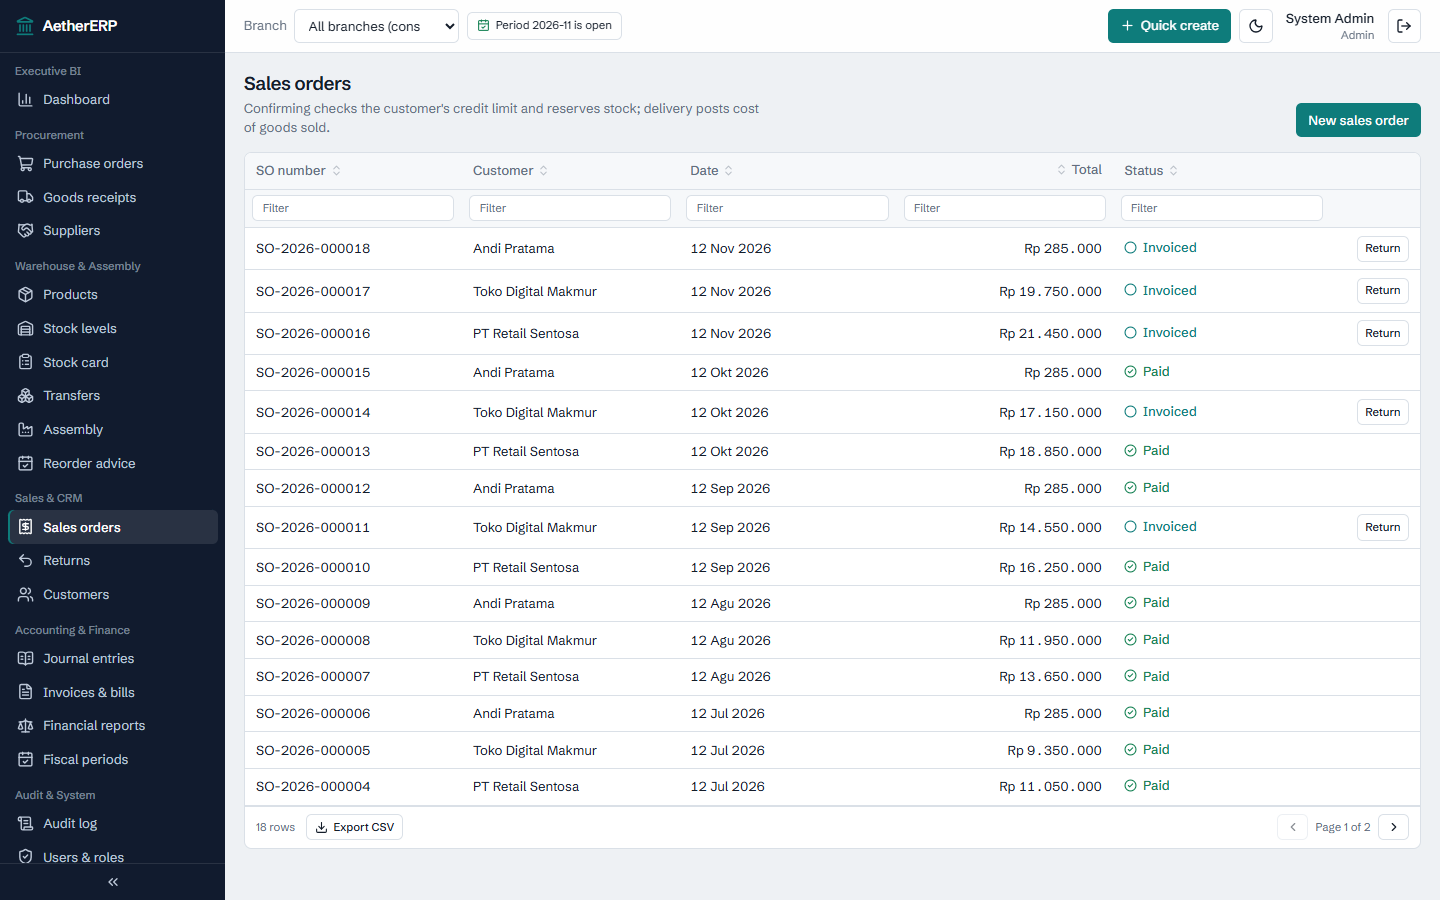 AetherERP
Branch
All branches (cons
Period 2026-11 is open
Quick create
System Admin
Admin
Executive BI
Dashboard
Procurement
Purchase orders
Goods receipts
Suppliers
Warehouse & Assembly
Products
Stock levels
Stock card
Transfers
Assembly
Reorder advice
Sales & CRM
Sales orders
Returns
Customers
Accounting & Finance
Journal entries
Invoices & bills
Financial reports
Fiscal periods
Audit & System
Audit log
Users & roles
Sales orders
Confirming checks the customer's credit limit and reserves stock; delivery posts cost
of goods sold.
New sales order
SO number Customer Date Total Status
Filter Filter Filter Filter Filter
SO-2026-000018 Andi Pratama 12 Nov 2026 Rp 285.000 Invoiced Return
SO-2026-000017 Toko Digital Makmur 12 Nov 2026 Rp 19.750.000 Invoiced Return
SO-2026-000016 PT Retail Sentosa 12 Nov 2026 Rp 21.450.000 Invoiced Return
SO-2026-000015 Andi Pratama 12 Okt 2026 Rp 285.000 Paid
SO-2026-000014 Toko Digital Makmur 12 Okt 2026 Rp 17.150.000 Invoiced Return
SO-2026-000013 PT Retail Sentosa 12 Okt 2026 Rp 18.850.000 Paid
SO-2026-000012 Andi Pratama 12 Sep 2026 Rp 285.000 Paid
SO-2026-000011 Toko Digital Makmur 12 Sep 2026 Rp 14.550.000 Invoiced Return
SO-2026-000010 PT Retail Sentosa 12 Sep 2026 Rp 16.250.000 Paid
SO-2026-000009 Andi Pratama 12 Agu 2026 Rp 285.000 Paid
SO-2026-000008 Toko Digital Makmur 12 Agu 2026 Rp 11.950.000 Paid
SO-2026-000007 PT Retail Sentosa 12 Agu 2026 Rp 13.650.000 Paid
SO-2026-000006 Andi Pratama 12 Jul 2026 Rp 285.000 Paid
SO-2026-000005 Toko Digital Makmur 12 Jul 2026 Rp 9.350.000 Paid
SO-2026-000004 PT Retail Sentosa 12 Jul 2026 Rp 11.050.000 Paid
18 rows Export CSV Page 1 of 2